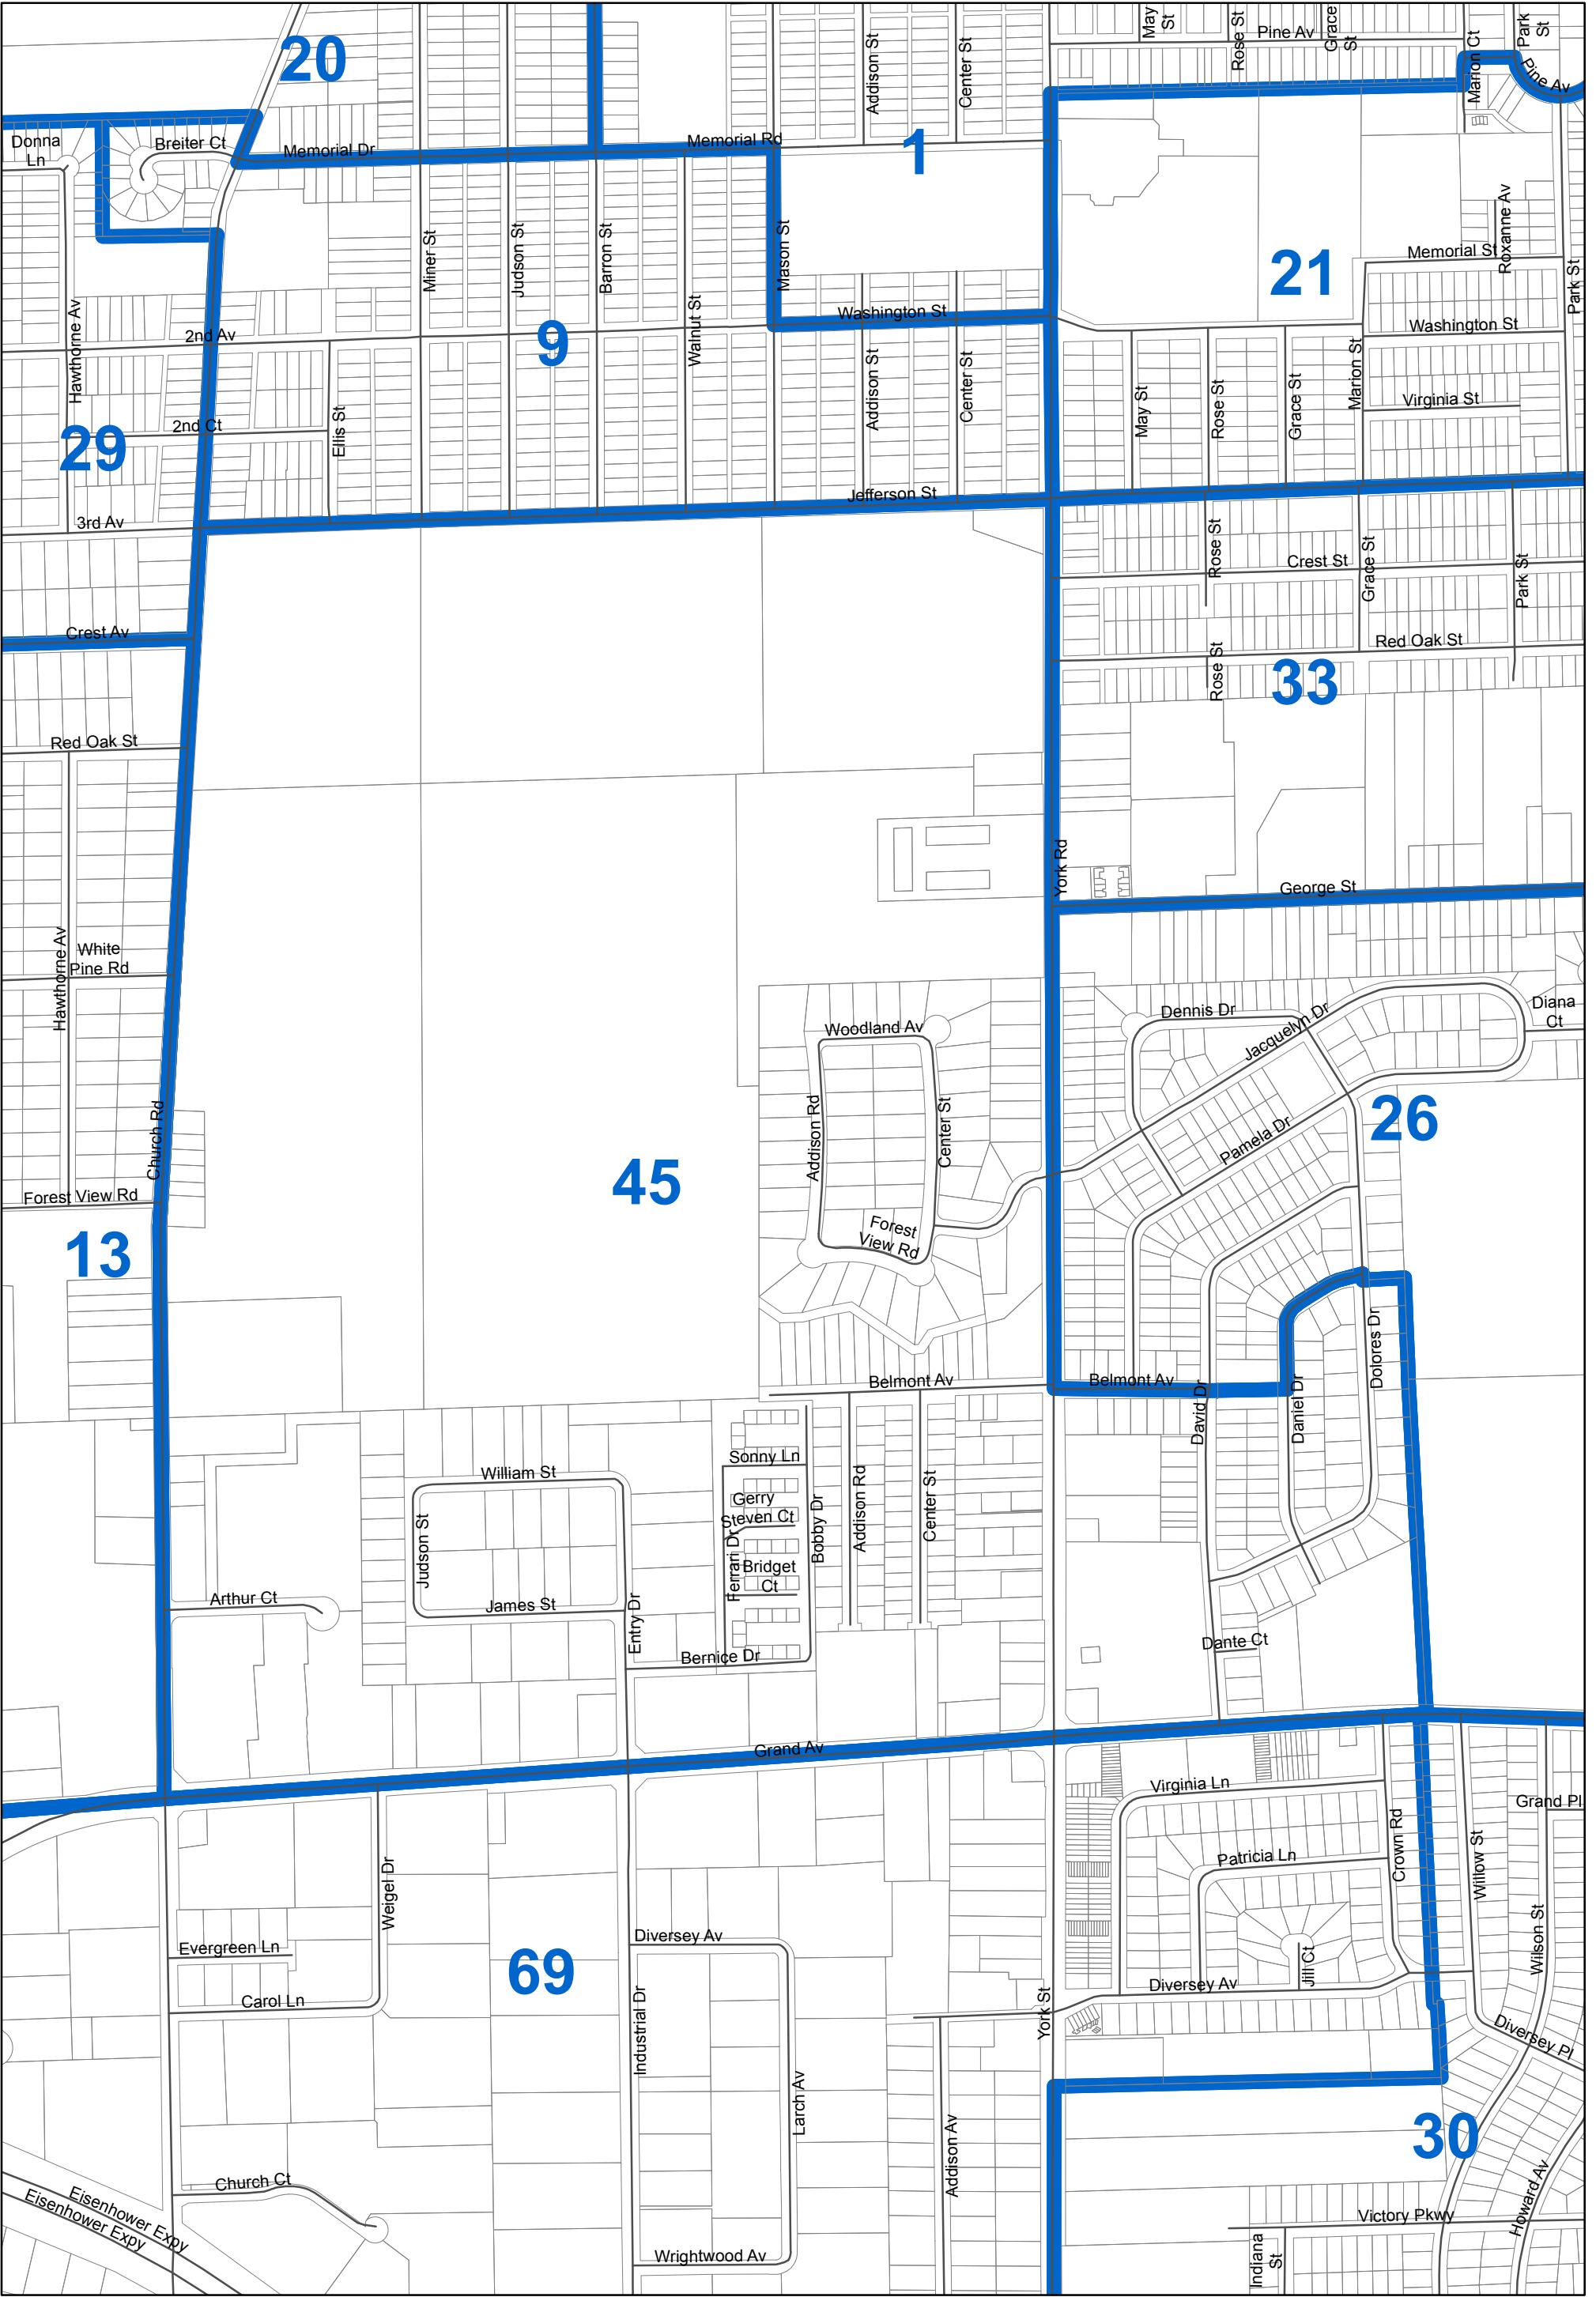 20
May
St
Rose St
Pine Av
Grace
St
Marion Ct
Park
St
Pine Av
Addison St
Center St
Donna
Ln
Breiter Ct
Memorial Dr
Memorial Rd
1
Miner St
Judson St
Barron St
Mason St
21
Memorial St
Roxanne Av
Park St
Hawthorne Av
2nd Av
9
Walnut St
Washington St
Washington St
Addison St
Center St
May St
Rose St
Grace St
Marion St
Virginia St
29
2nd Ct
Ellis St
3rd Av
Jefferson St
Rose St
Crest St
Grace St
Park St
Crest Av
Red Oak St
Rose St
33
Red Oak St
York Rd
George St
Hawthorne Av
White
Pine Rd
Woodland Av
Dennis Dr
Jacquelyn Dr
Diana
Ct
Church Rd
Addison Rd
Center St
Pamela Dr
26
45
Forest View Rd
Forest
View Rd
13
Dolores Dr
Belmont Av
Belmont Av
David Dr
Daniel Dr
Sonny Ln
William St
Gerry
Steven Ct
Judson St
Ferrari Dr
Bridget
Ct
Bobby Dr
Addison Rd
Center St
Arthur Ct
James St
Entry Dr
Bernice Dr
Dante Ct
Grand Av
Virginia Ln
Grand Pl
Weigel Dr
Patricia Ln
Crown Rd
Willow St
Wilson St
Evergreen Ln
Diversey Av
69
Carol Ln
Industrial Dr
Diversey Av
Jill Ct
York St
Diversey Pl
Larch Av
Addison Av
30
Church Ct
Eisenhower Expy
Eisenhower Expy
Victory Pkwy
Howard Av
Wrightwood Av
Indiana
St